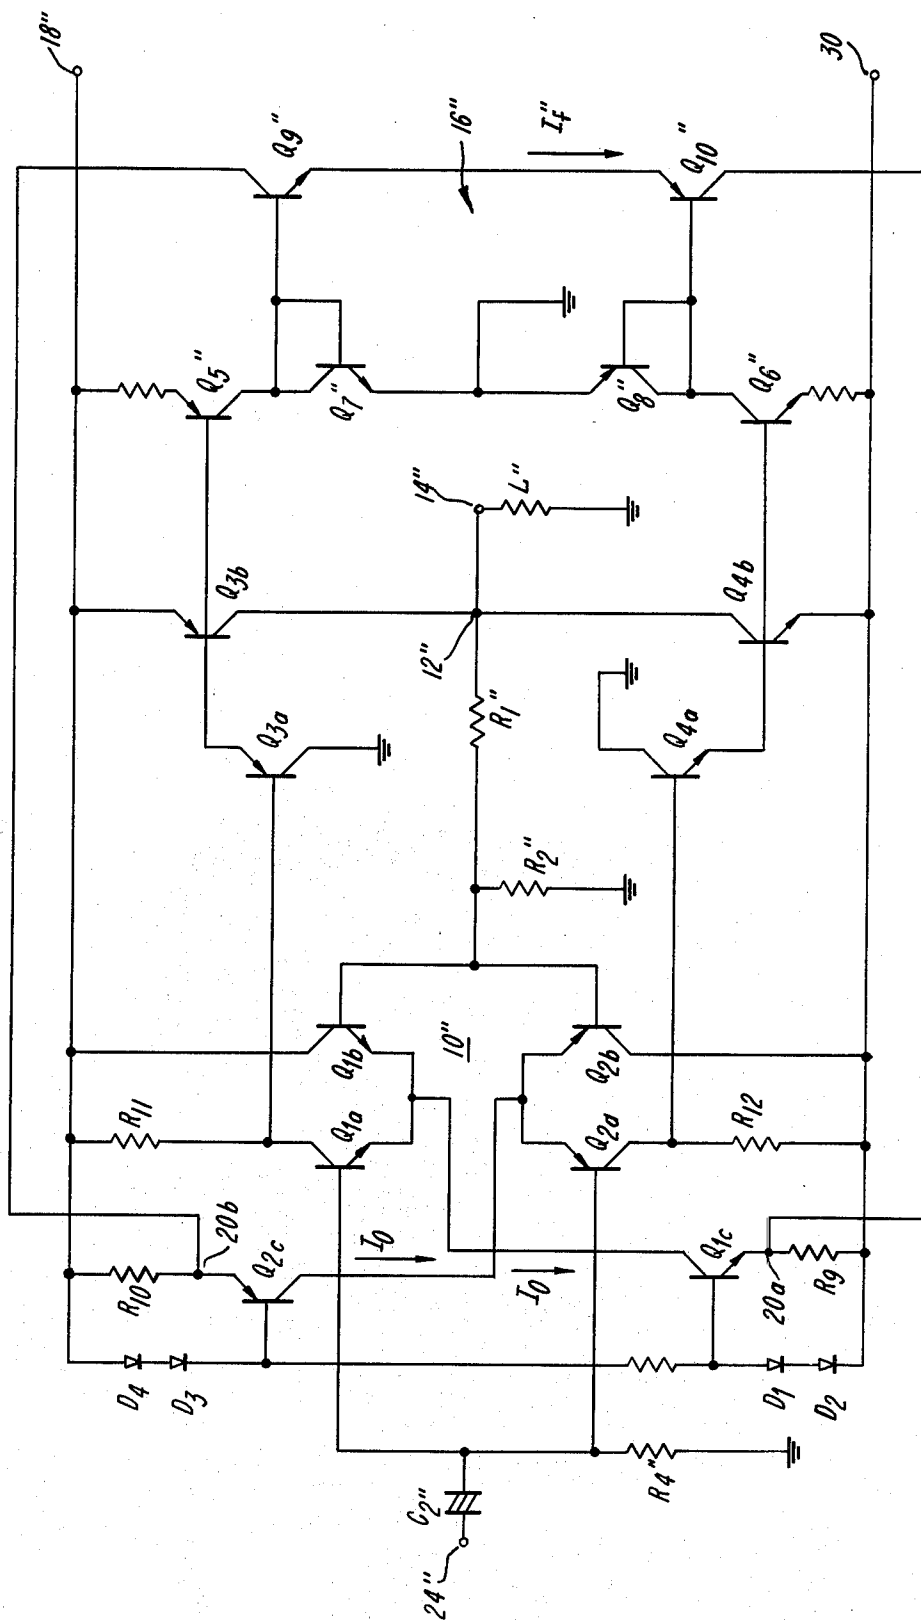 18"
30
Q9"
16"
If"
Q10"
Q5"
Q7"
Q8"
Q6"
14"
L"
Q3b
Q4b
12"
R1"
Q3a
Q4a
R2"
10"
Q1b
Q2b
R11
Q1a
Q2a
R12
20b
I0
Q2c
R10
I0
Q1c
20a
R9
D4
D3
D1
D2
R4"
C2"
24"